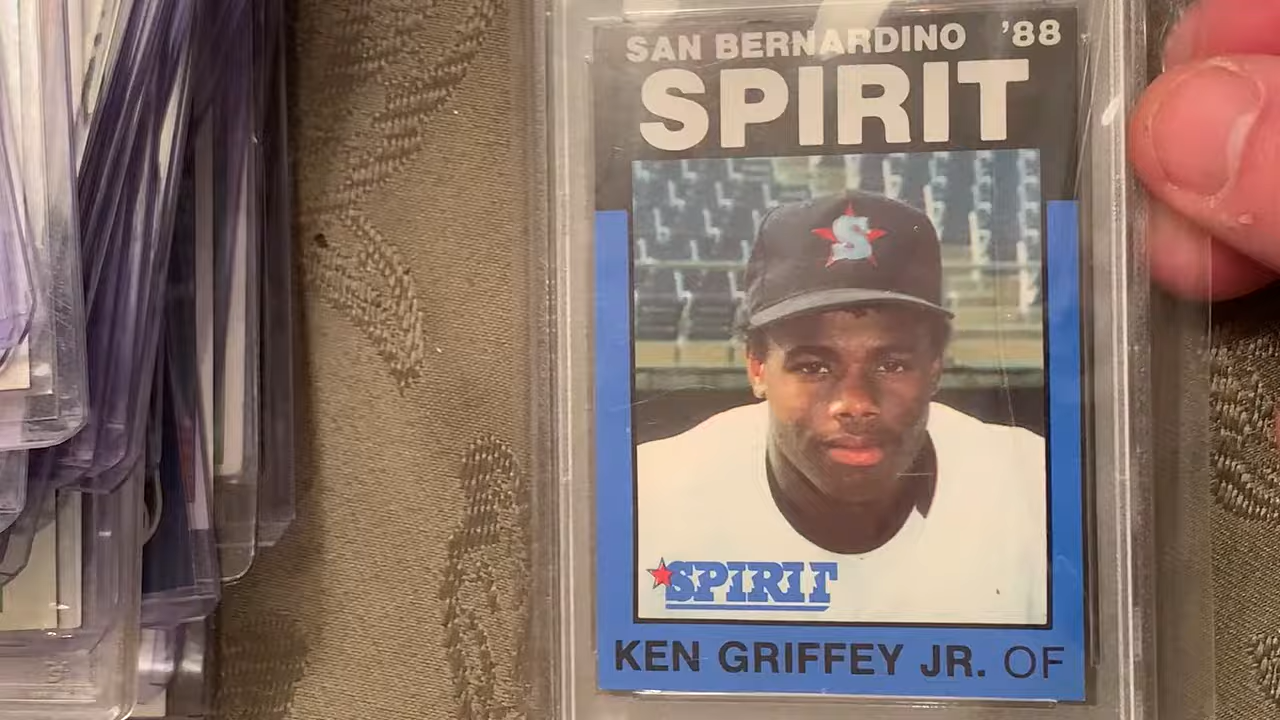 SAN BERNARDINO '88
SPIRIT
S
SPIRIT
KEN GRIFFEY JR. OF